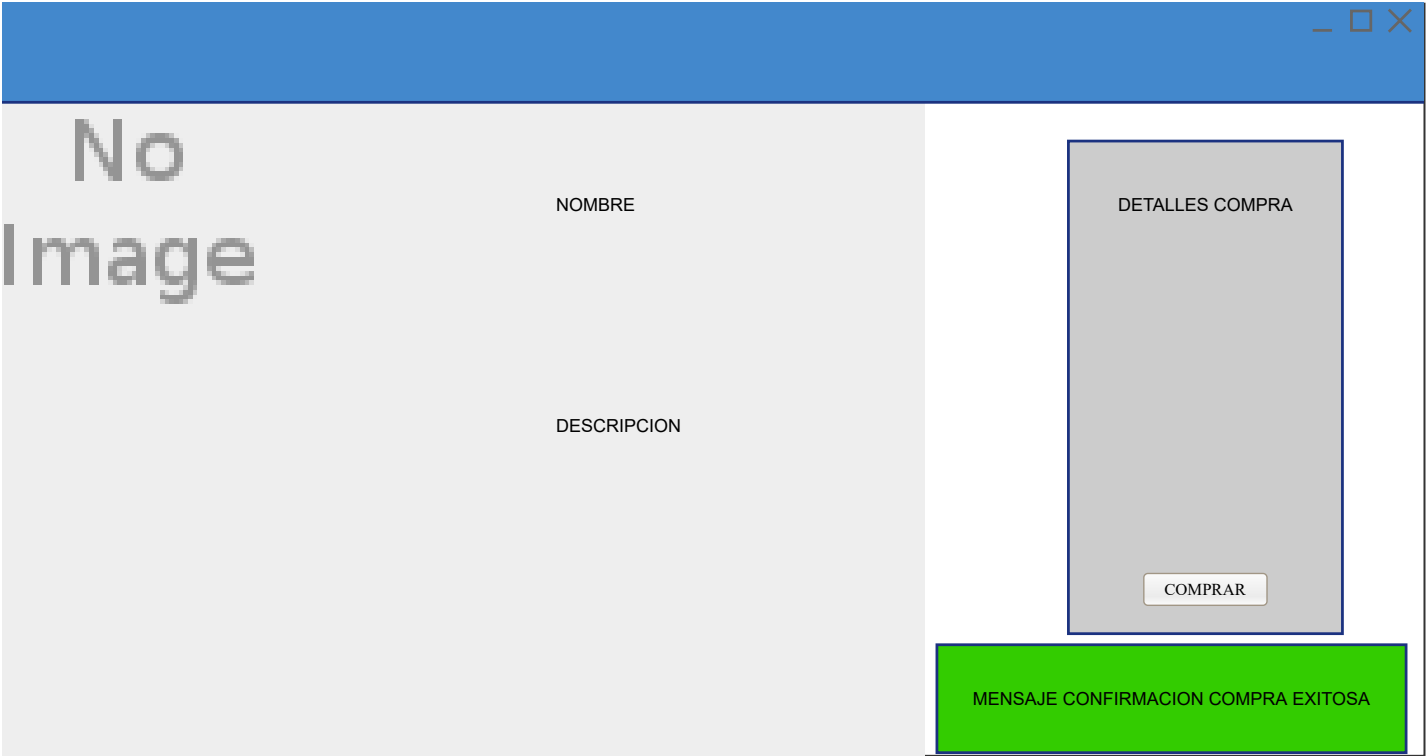 No
Image
NOMBRE
DESCRIPCION
DETALLES COMPRA
COMPRAR
MENSAJE CONFIRMACION COMPRA EXITOSA